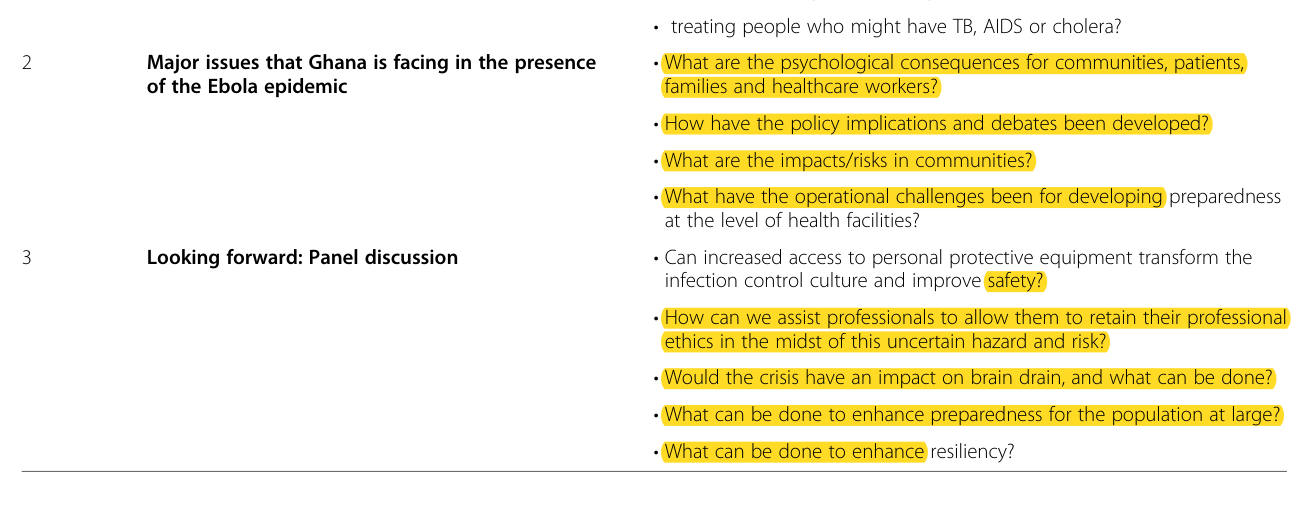 • treating people who might have TB, AIDS or cholera?
2 Major issues that Ghana is facing in the presence
of the Ebola epidemic
• What are the psychological consequences for communities, patients,
families and healthcare workers?
• How have the policy implications and debates been developed?
• What are the impacts/risks in communities?
• What have the operational challenges been for developing preparedness
at the level of health facilities?
3 Looking forward: Panel discussion
• Can increased access to personal protective equipment transform the
infection control culture and improve safety?
• How can we assist professionals to allow them to retain their professional
ethics in the midst of this uncertain hazard and risk?
• Would the crisis have an impact on brain drain, and what can be done?
• What can be done to enhance preparedness for the population at large?
• What can be done to enhance resiliency?